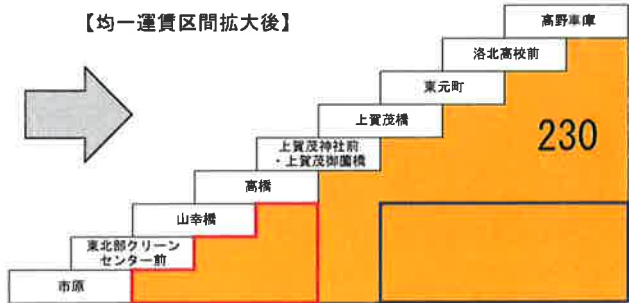 【均一運賃区間拡大後】
高野車庫
洛北高校前
東元町
上賀茂橋
230
上賀茂神社前
・上賀茂御薗橋
高橋
山幸橋
東北部クリーン
センター前
市原